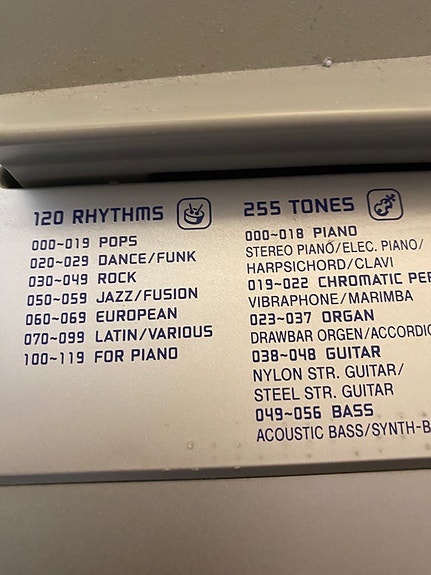 120 RHYTHMS
000~019 POPS
020~029 DANCE/FUNK
030~049 ROCK
050~059 JAZZ/FUSION
060~069 EUROPEAN
070~099 LATIN/VARIOUS
100~119 FOR PIANO
255 TONES
000~018 PIANO
STEREO PIANO/ELEC. PIANO/
HARPSICHORD/CLAVI
019~022 CHROMATIC PER
VIBRAPHONE/MARIMBA
023~037 ORGAN
DRAWBAR ORGEN/ACCORDIO
038~048 GUITAR
NYLON STR. GUITAR/
STEEL STR. GUITAR
049~056 BASS
ACOUSTIC BASS/SYNTH-B